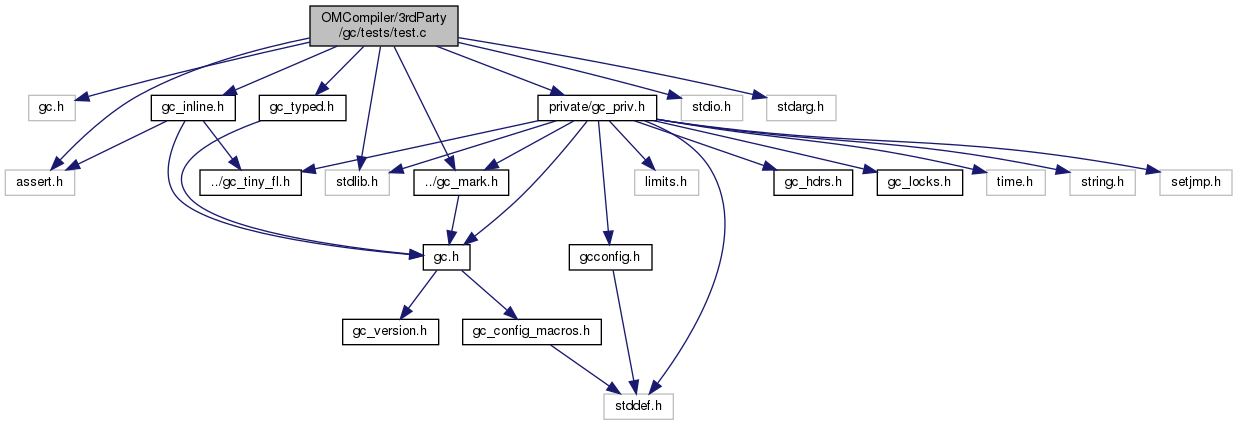 OMCompiler/3rdParty
/gc/tests/test.c
gc.h
gc_inline.h
gc_typed.h
private/gc_priv.h
stdio.h
stdarg.h
assert.h
../gc_tiny_fl.h
stdlib.h
../gc_mark.h
limits.h
gc_hdrs.h
gc_locks.h
time.h
string.h
setjmp.h
gc.h
gcconfig.h
gc_version.h
gc_config_macros.h
stddef.h